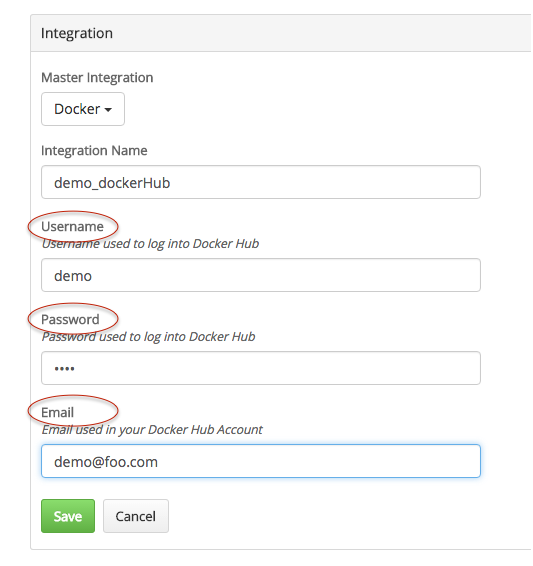 Integration
Master Integration
Docker
Integration Name
demo_dockerHub
Username
Username used to log into Docker Hub
demo
Password
Password used to log into Docker Hub
••••
Email
Email used in your Docker Hub Account
demo@foo.com
Save Cancel